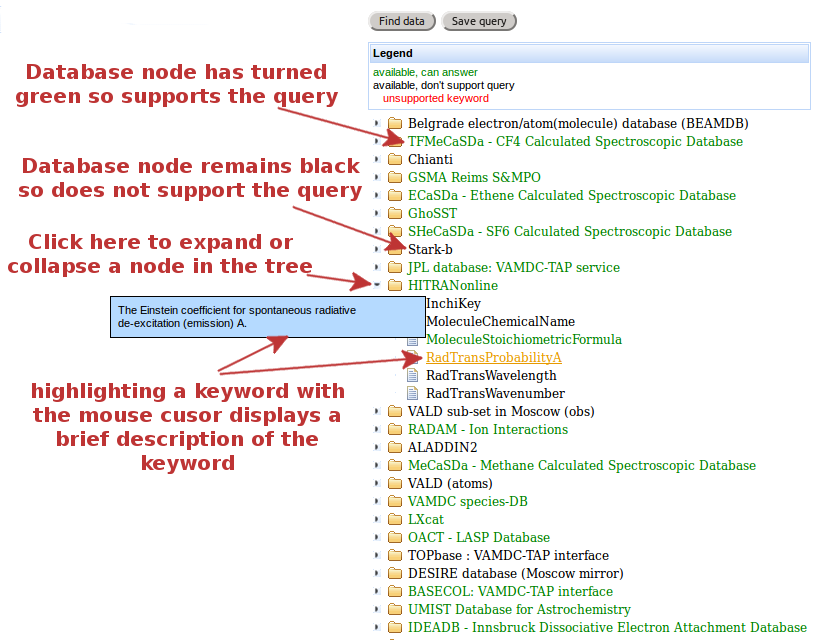 Find data Save query
Legend
available, can answer
available, don't support query
unsupported keyword
Database node has turned
green so supports the query
Database node remains black
so does not support the query
Click here to expand or
collapse a node in the tree
highlighting a keyword with
the mouse cusor displays a
brief description of the
keyword
The Einstein coefficient for spontaneous radiative
de-excitation (emission) A.
Belgrade electron/atom(molecule) database (BEAMDB)
TFMeCaSDa - CF4 Calculated Spectroscopic Database
Chianti
GSMA Reims S&MPO
ECaSDa - Ethene Calculated Spectroscopic Database
GhoSST
SHeCaSDa - SF6 Calculated Spectroscopic Database
Stark-b
JPL database: VAMDC-TAP service
HITRANonline
InchiKey
MoleculeChemicalName
MoleculeStoichiometricFormula
RadTransProbabilityA
RadTransWavelength
RadTransWavenumber
VALD sub-set in Moscow (obs)
RADAM - Ion Interactions
ALADDIN2
MeCaSDa - Methane Calculated Spectroscopic Database
VALD (atoms)
VAMDC species-DB
LXcat
OACT - LASP Database
TOPbase : VAMDC-TAP interface
DESIRE database (Moscow mirror)
BASECOL: VAMDC-TAP interface
UMIST Database for Astrochemistry
IDEADB - Innsbruck Dissociative Electron Attachment Database